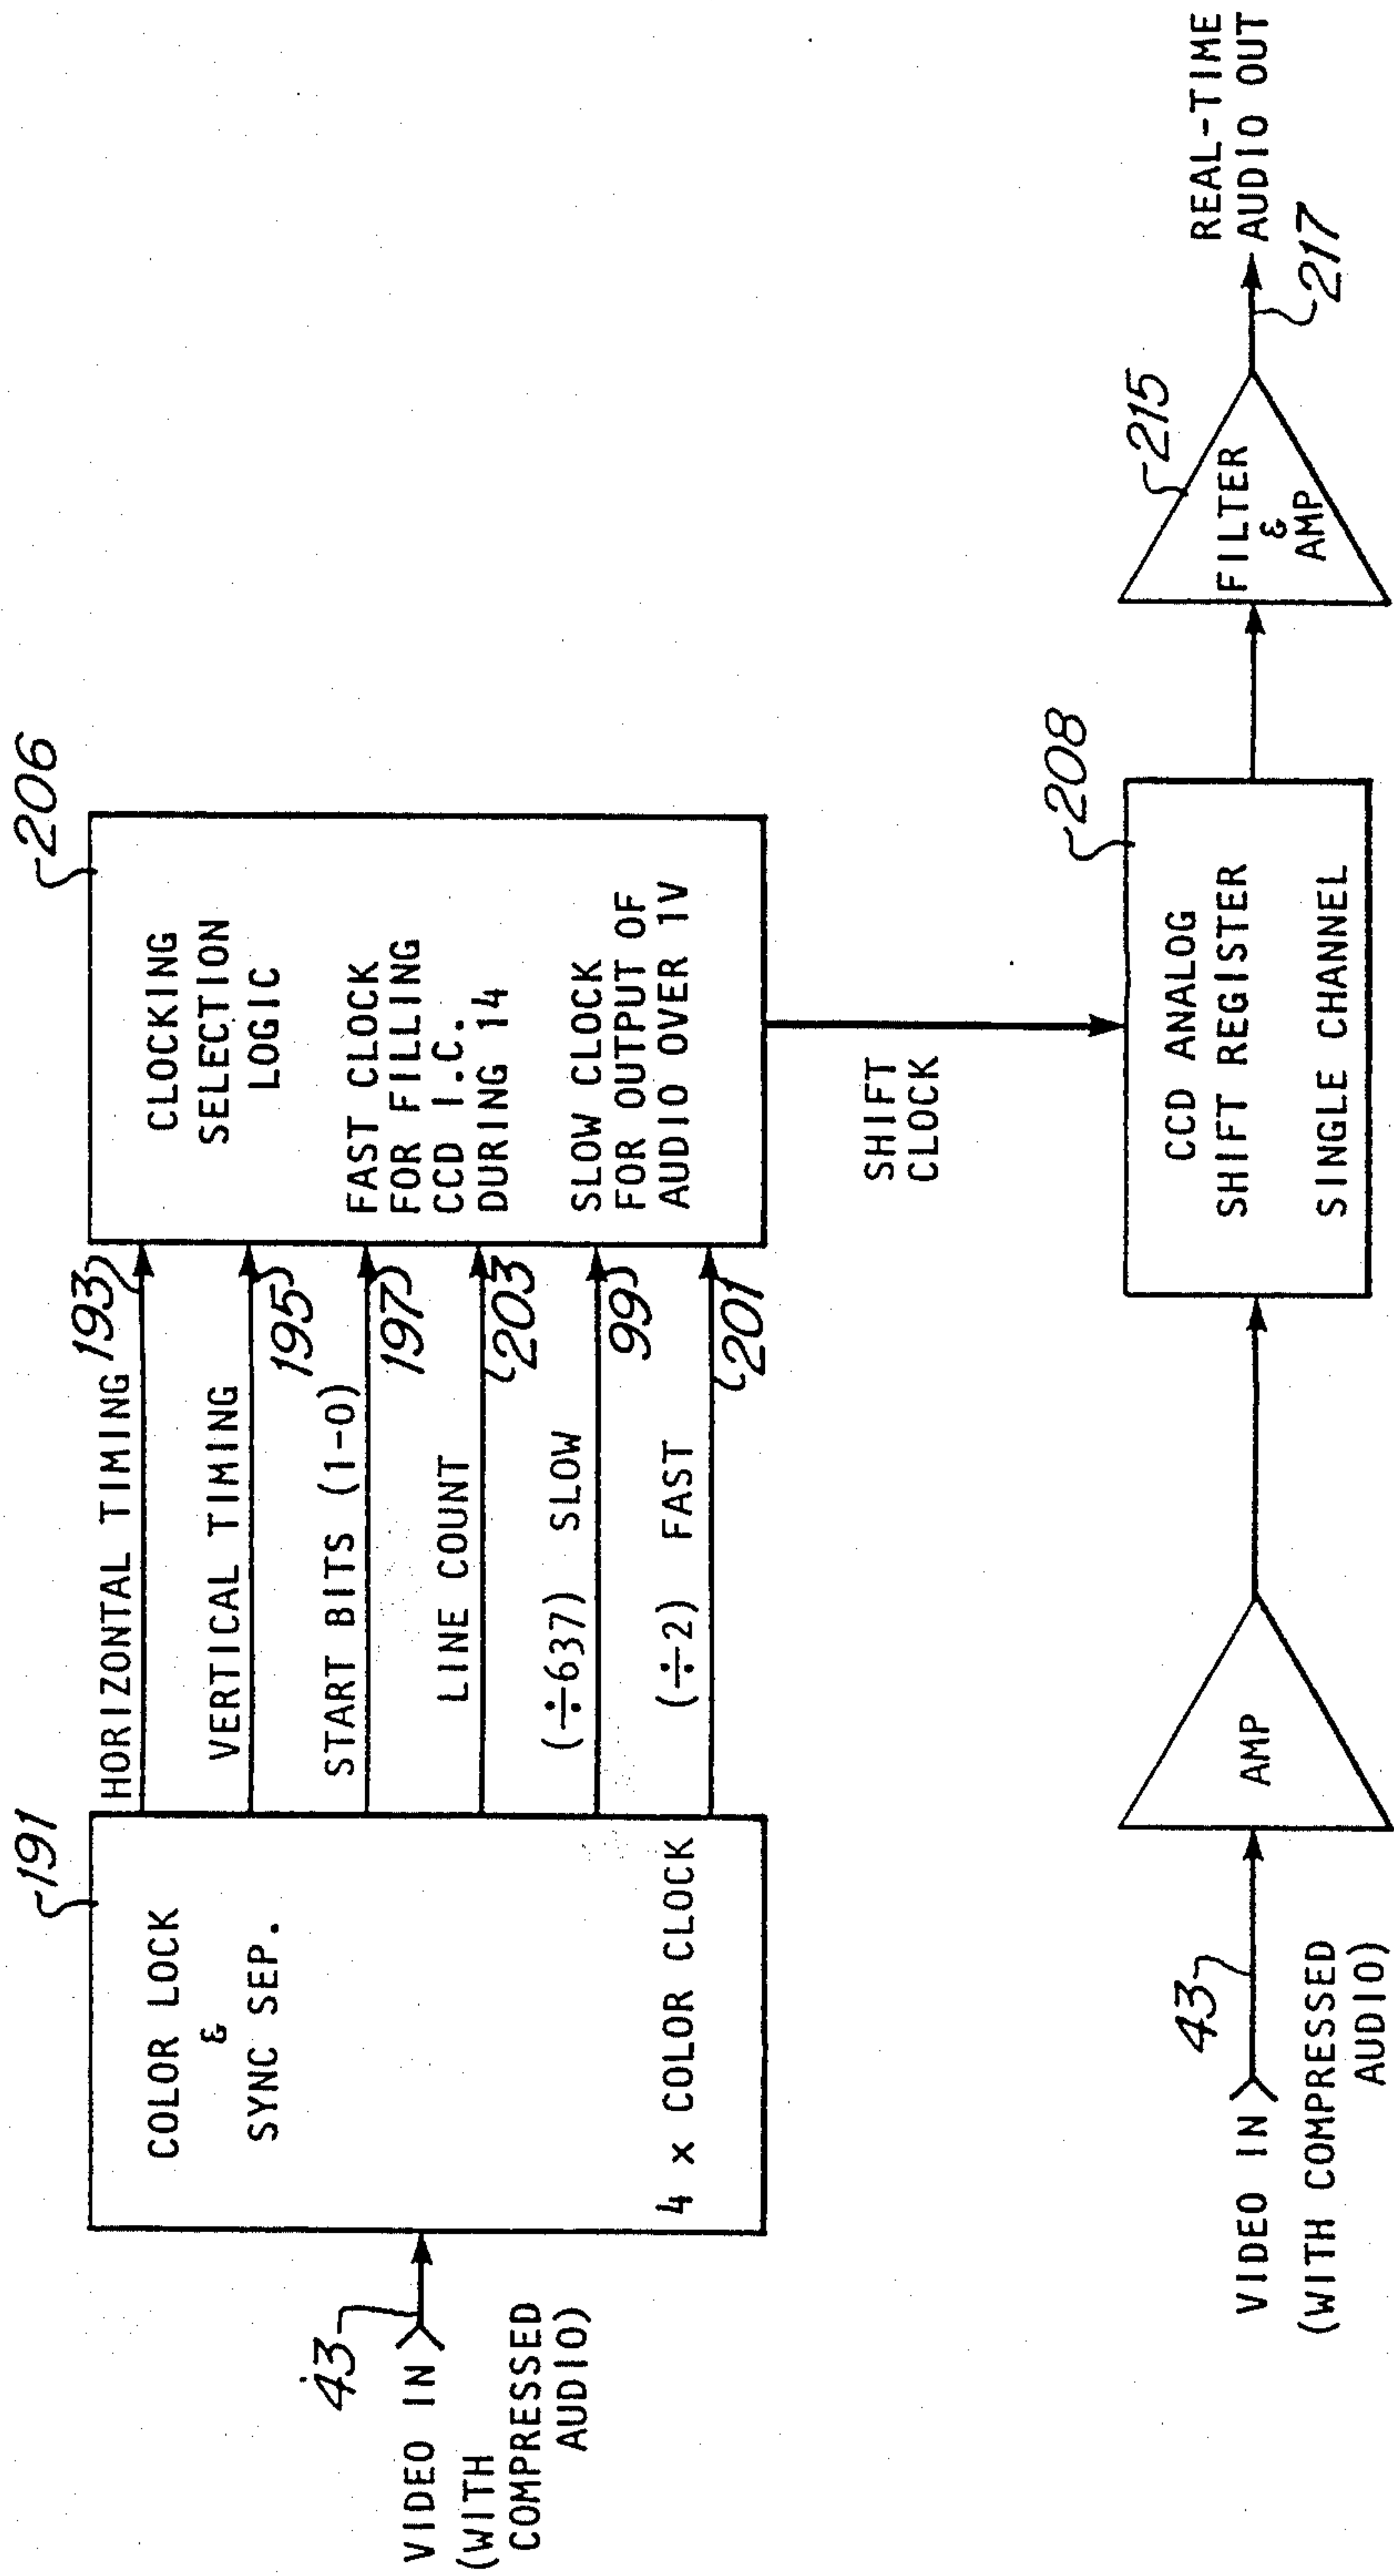 191
COLOR LOCK
&
SYNC SEP.
4 x COLOR CLOCK
43
VIDEO IN
(WITH
COMPRESSED
AUDIO)
HORIZONTAL TIMING 193
VERTICAL TIMING
195
START BITS (1-0)
197
LINE COUNT
203
(÷637) SLOW
99
(÷2) FAST
201
206
CLOCKING
SELECTION
LOGIC
FAST CLOCK
FOR FILLING
CCD I.C.
DURING 14
SLOW CLOCK
FOR OUTPUT OF
AUDIO OVER 1V
SHIFT
CLOCK
43
VIDEO IN
(WITH COMPRESSED
AUDIO)
AMP
208
CCD ANALOG
SHIFT REGISTER
SINGLE CHANNEL
215
FILTER
&
AMP
REAL-TIME
AUDIO OUT
217